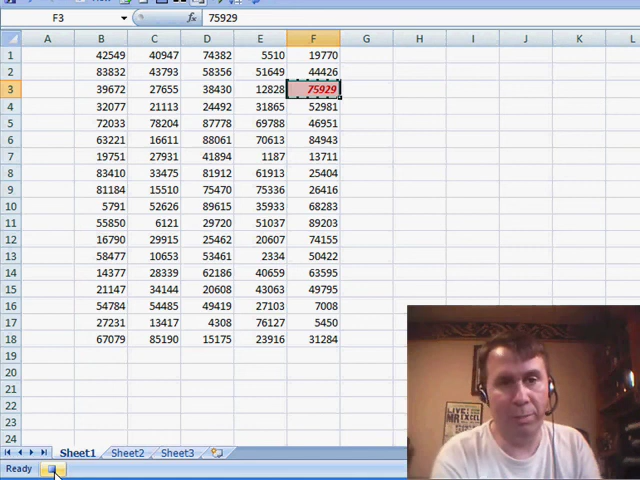 F3 fx 75929
A B C D E F G H I J K L
1 42549 40947 74382 5510 19770
2 83832 43793 58356 51649 44426
3 39672 27655 38430 12828 75929
4 32077 21113 24492 31865 52981
5 72033 78204 87778 69788 46951
6 63221 16611 88061 70613 84943
7 19751 27931 41894 1187 13711
8 83410 33475 81912 61913 25404
9 81184 15510 75470 75336 26416
10 5791 52626 89615 35933 68283
11 55850 6121 29720 51037 89203
12 16790 29915 25462 20607 74155
13 58477 10653 53461 2334 50422
14 14377 28339 62186 40659 63595
15 21147 34144 20608 43063 49795
16 54784 54485 49419 27103 7008
17 27231 13417 4308 76127 5450
18 67079 85190 15175 23916 31284
19
20
21
22
23
24
LIVE!
MR EXCEL
Sheet1 Sheet2 Sheet3
Ready